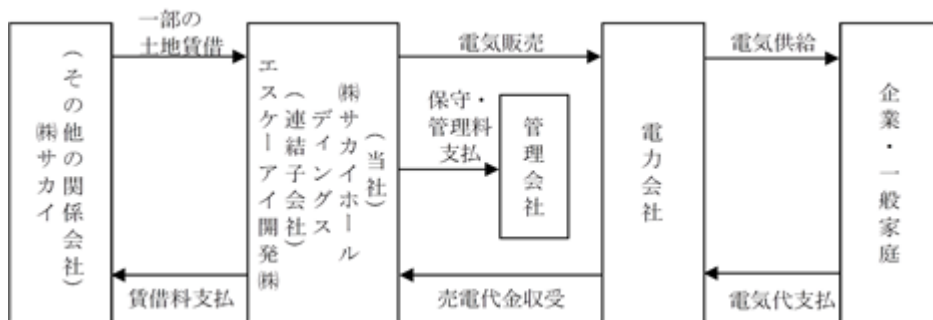 ㈱サカイ
(その他の関係会社)
一部の
土地賃借
賃借料支払
㈱サカイホール
ディングス
(当社)
エスケーアイ開発㈱
(連結子会社)
電気販売
保守・
管理料
支払
管理会社
売電代金収受
電力会社
電気供給
電気代支払
企業・一般家庭